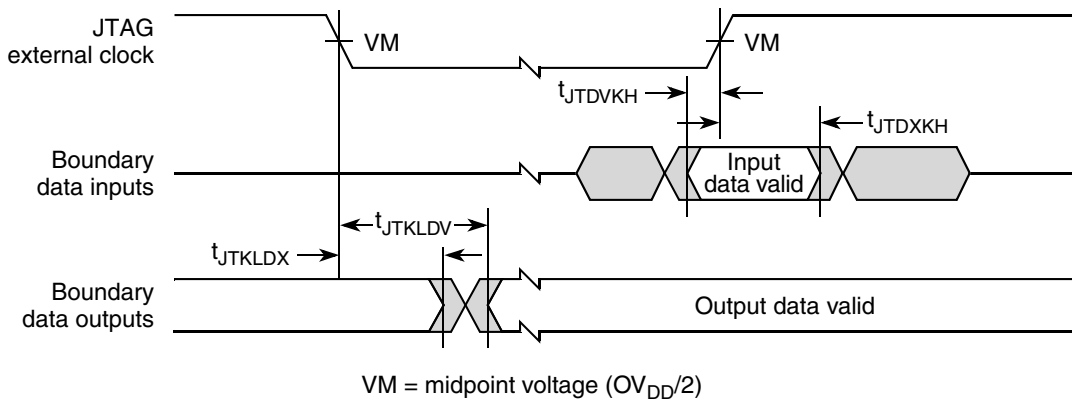 JTAG
external clock
VM
VM
tJTDVKH
tJTDXKH
Boundary
data inputs
Input
data valid
tJTKLDV
tJTKLDX
Boundary
data outputs
Output data valid
VM = midpoint voltage (OVDD/2)